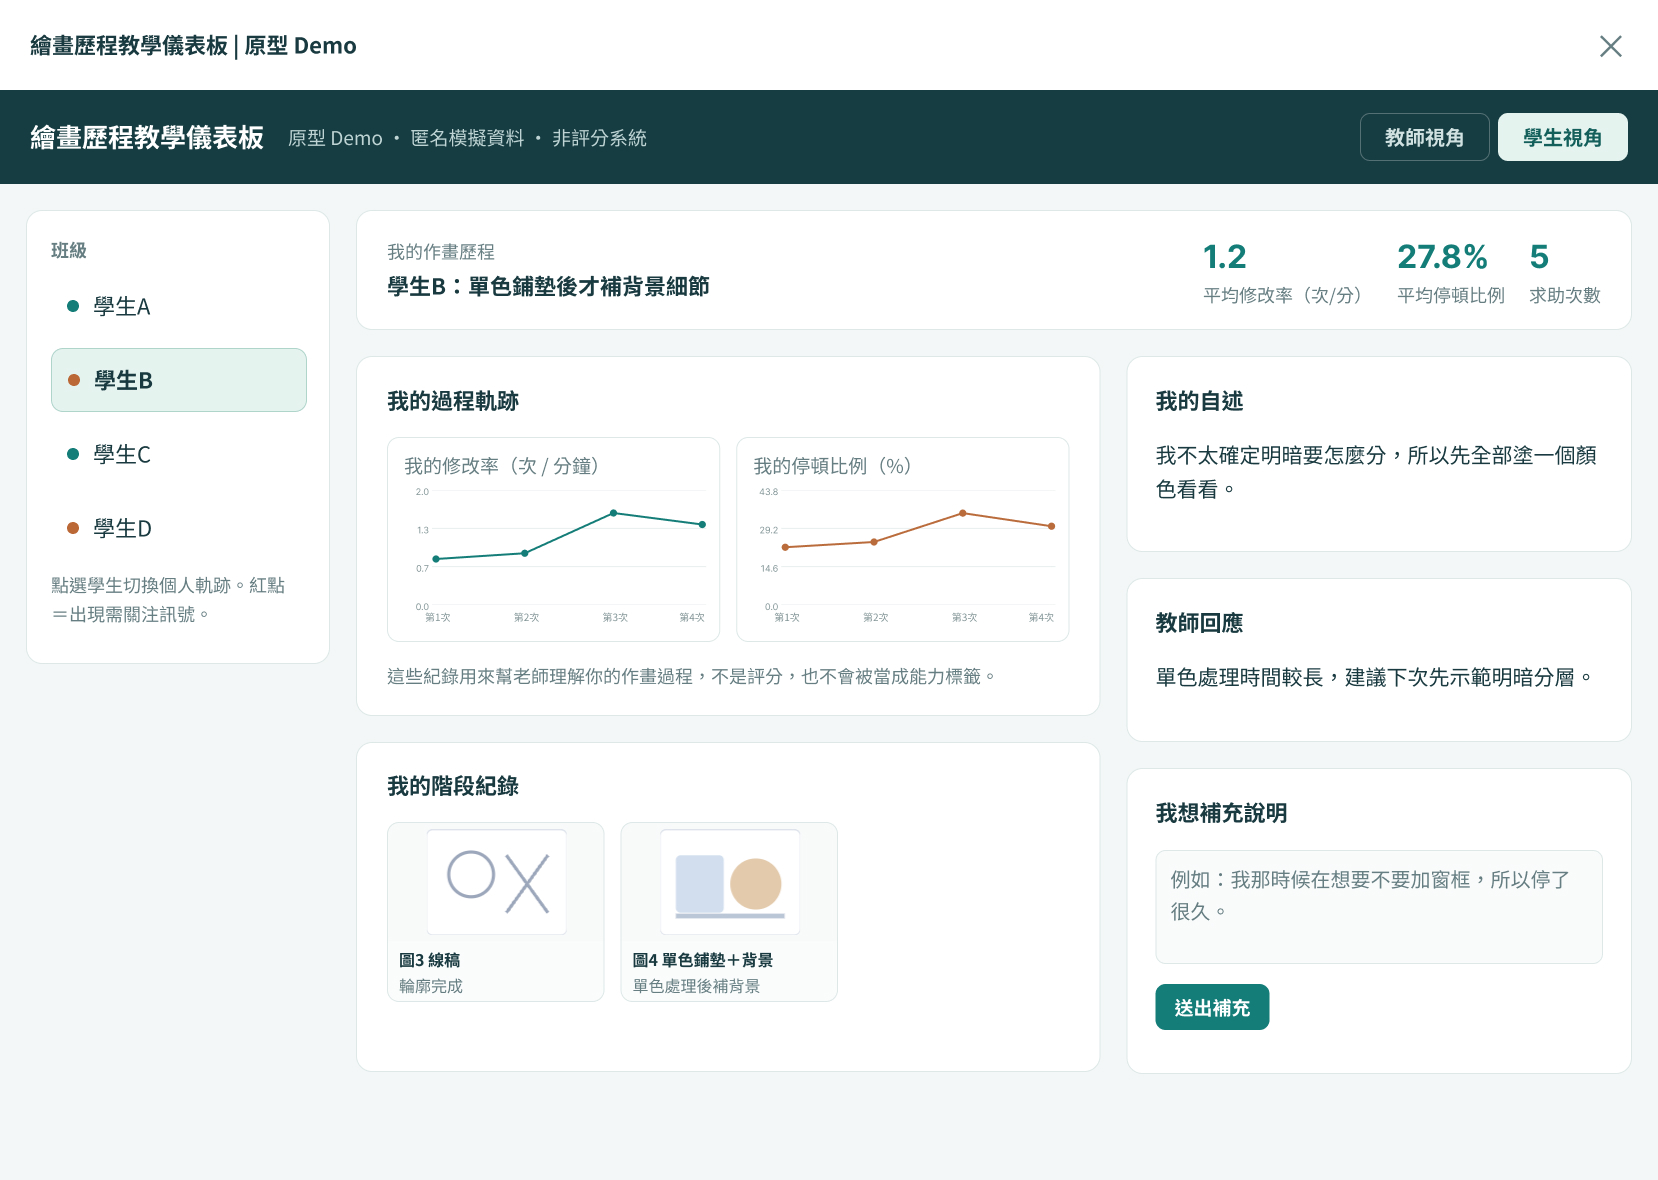 繪畫歷程教學儀表板 | 原型 Demo
繪畫歷程教學儀表板
原型 Demo • 匿名模擬資料 • 非評分系統
教師視角
學生視角
班級
學生A
學生B
學生C
學生D
點選學生切換個人軌跡。紅點
＝出現需關注訊號。
我的作畫歷程
學生B：單色鋪墊後才補背景細節
1.2
平均修改率（次/分）
27.8%
平均停頓比例
5
求助次數
我的過程軌跡
我的修改率（次 / 分鐘）
2.0
1.3
0.7
0.0
第1次
第2次
第3次
第4次
我的停頓比例（%）
43.8
29.2
14.6
0.0
第1次
第2次
第3次
第4次
這些紀錄用來幫老師理解你的作畫過程，不是評分，也不會被當成能力標籤。
我的階段紀錄
圖3 線稿
輪廓完成
圖4 單色鋪墊＋背景
單色處理後補背景
我的自述
我不太確定明暗要怎麼分，所以先全部塗一個顏
色看看。
教師回應
單色處理時間較長，建議下次先示範明暗分層。
我想補充說明
例如：我那時候在想要不要加窗框，所以停了
很久。
送出補充